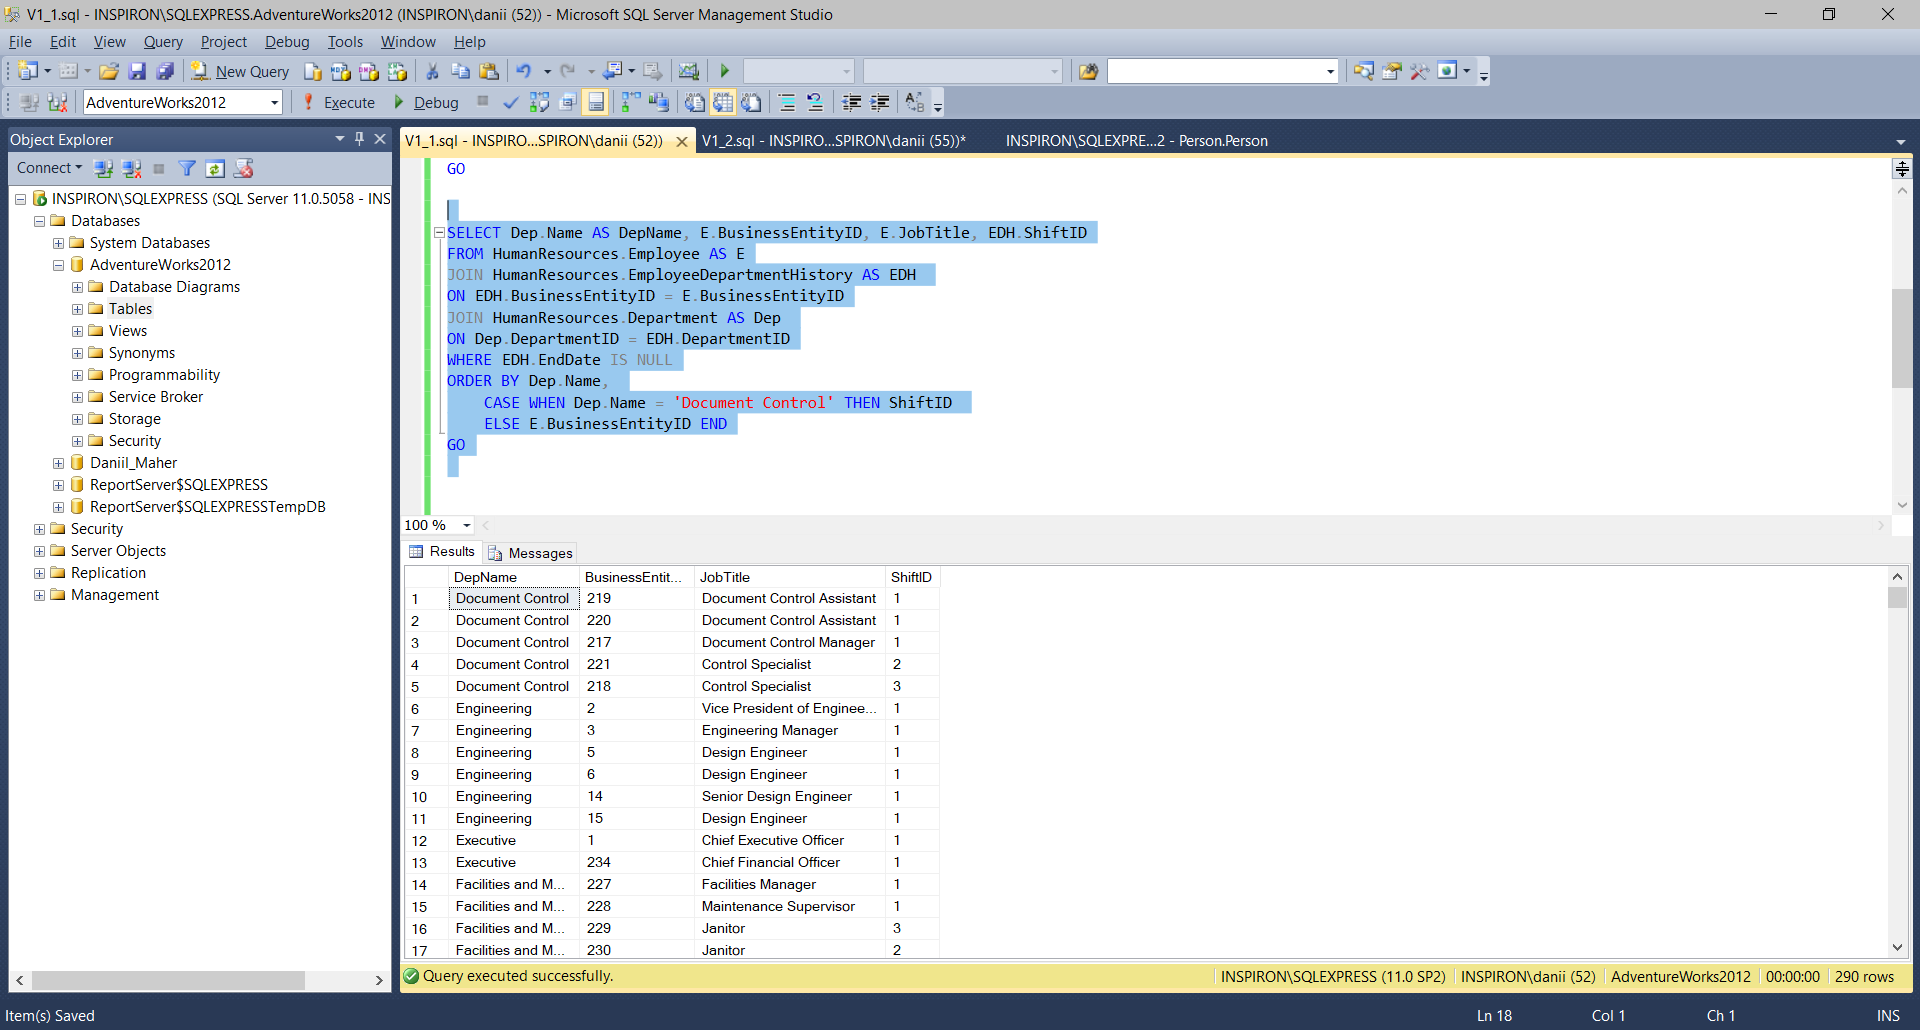 V1_1.sql - INSPIRON\SQLEXPRESS.AdventureWorks2012 (INSPIRON\danii (52)) - Microsoft SQL Server Management Studio
File Edit View Query Project Debug Tools Window Help
New Query
AdventureWorks2012 Execute Debug
Object Explorer
Connect
INSPIRON\SQLEXPRESS (SQL Server 11.0.5058 - INS
Databases
System Databases
AdventureWorks2012
Database Diagrams
Tables
Views
Synonyms
Programmability
Service Broker
Storage
Security
Daniil_Maher
ReportServer$SQLEXPRESS
ReportServer$SQLEXPRESSTempDB
Security
Server Objects
Replication
Management
V1_1.sql - INSPIRO...SPIRON\danii (52)) V1_2.sql - INSPIRO...SPIRON\danii (55))* INSPIRON\SQLEXPRE...2 - Person.Person
GO
SELECT Dep.Name AS DepName, E.BusinessEntityID, E.JobTitle, EDH.ShiftID
FROM HumanResources.Employee AS E
JOIN HumanResources.EmployeeDepartmentHistory AS EDH
ON EDH.BusinessEntityID = E.BusinessEntityID
JOIN HumanResources.Department AS Dep
ON Dep.DepartmentID = EDH.DepartmentID
WHERE EDH.EndDate IS NULL
ORDER BY Dep.Name,
CASE WHEN Dep.Name = 'Document Control' THEN ShiftID
ELSE E.BusinessEntityID END
GO
100 %
Results Messages
DepName BusinessEntit... JobTitle ShiftID
1 Document Control 219 Document Control Assistant 1
2 Document Control 220 Document Control Assistant 1
3 Document Control 217 Document Control Manager 1
4 Document Control 221 Control Specialist 2
5 Document Control 218 Control Specialist 3
6 Engineering 2 Vice President of Enginee... 1
7 Engineering 3 Engineering Manager 1
8 Engineering 5 Design Engineer 1
9 Engineering 6 Design Engineer 1
10 Engineering 14 Senior Design Engineer 1
11 Engineering 15 Design Engineer 1
12 Executive 1 Chief Executive Officer 1
13 Executive 234 Chief Financial Officer 1
14 Facilities and M... 227 Facilities Manager 1
15 Facilities and M... 228 Maintenance Supervisor 1
16 Facilities and M... 229 Janitor 3
17 Facilities and M... 230 Janitor 2
Query executed successfully. INSPIRON\SQLEXPRESS (11.0 SP2) INSPIRON\danii (52) AdventureWorks2012 00:00:00 290 rows
Item(s) Saved Ln 18 Col 1 Ch 1 INS